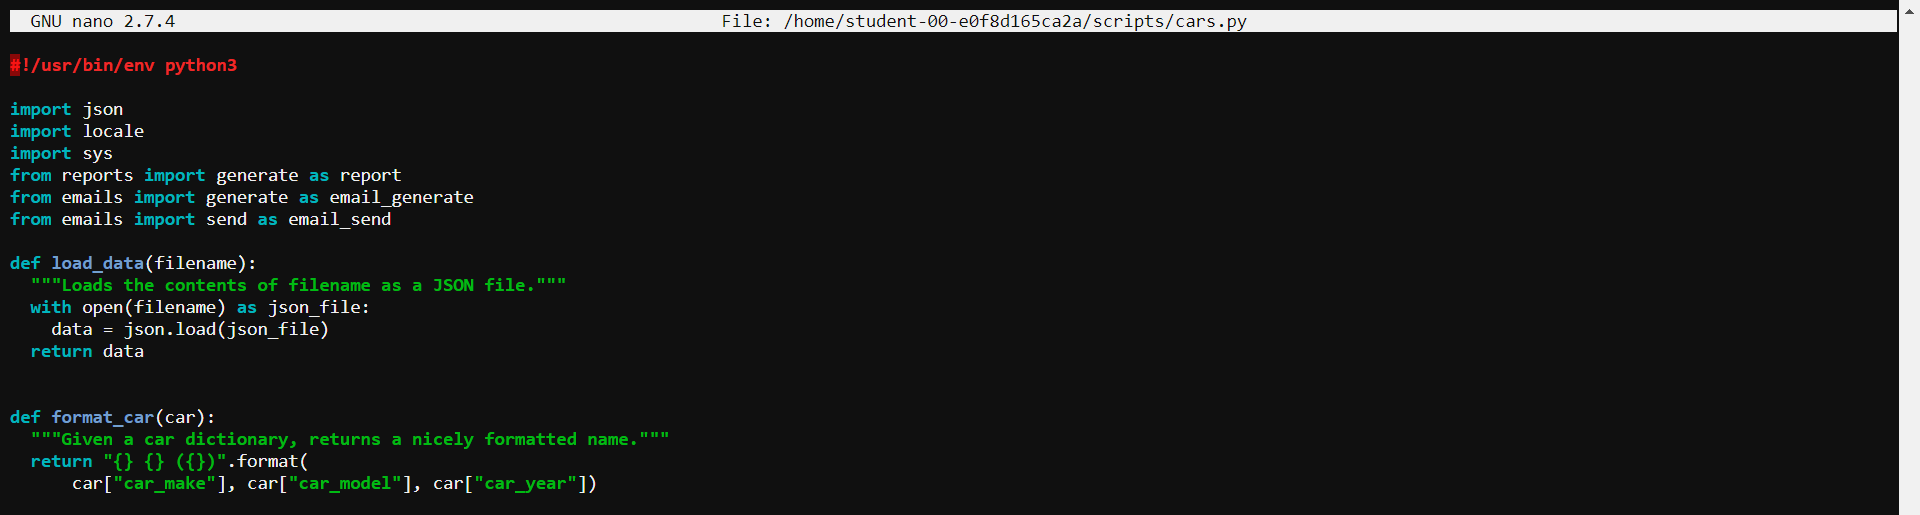 GNU nano 2.7.4 File: /home/student-00-e0f8d165ca2a/scripts/cars.py
#!/usr/bin/env python3
import json
import locale
import sys
from reports import generate as report
from emails import generate as email_generate
from emails import send as email_send
def load_data(filename):
  """Loads the contents of filename as a JSON file."""
  with open(filename) as json_file:
    data = json.load(json_file)
  return data
def format_car(car):
  """Given a car dictionary, returns a nicely formatted name."""
  return "{} {} ({})".format(
      car["car_make"], car["car_model"], car["car_year"])